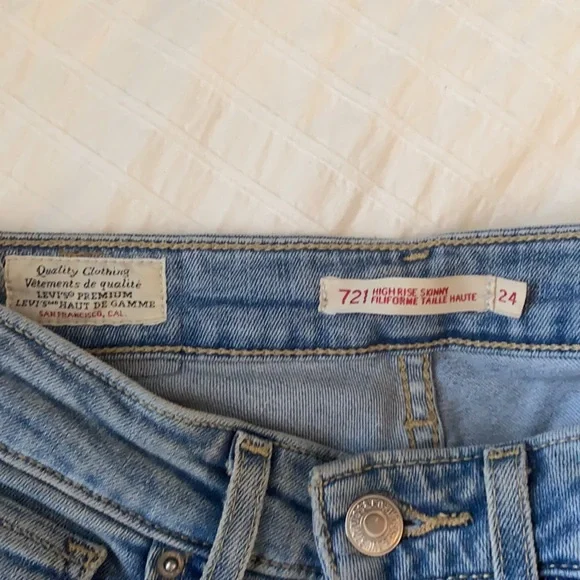 Quality Clothing
Vêtements de qualité
LEVI'S® PREMIUM
LEVI'S HAUT DE GAMME
SAN FRANCISCO, CAL.
721 HIGH RISE SKINNY
FILIFORME TAILLE HAUTE
24